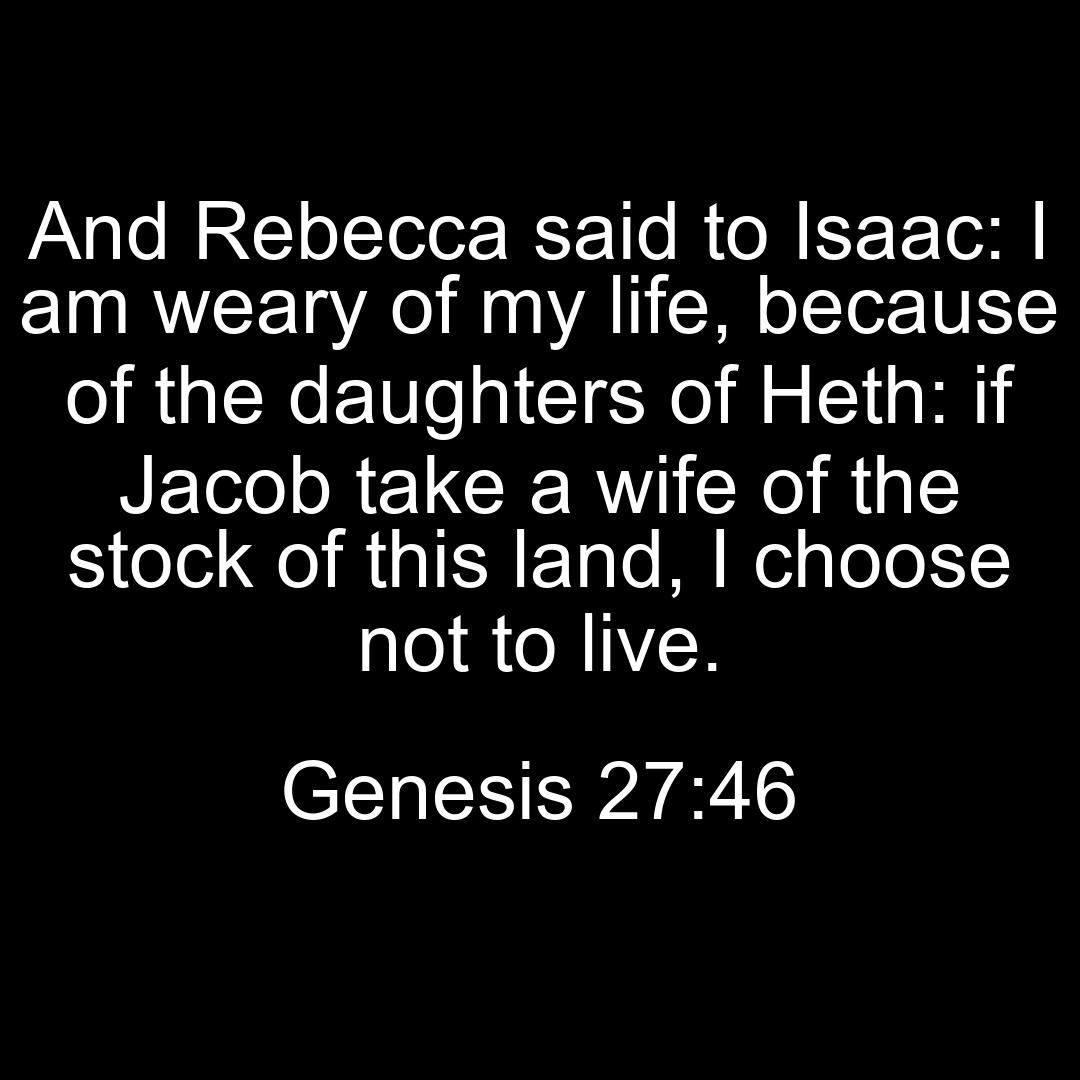 And Rebecca said to Isaac: I
am weary of my life, because
of the daughters of Heth: if
Jacob take a wife of the
stock of this land, I choose
not to live.
Genesis 27:46